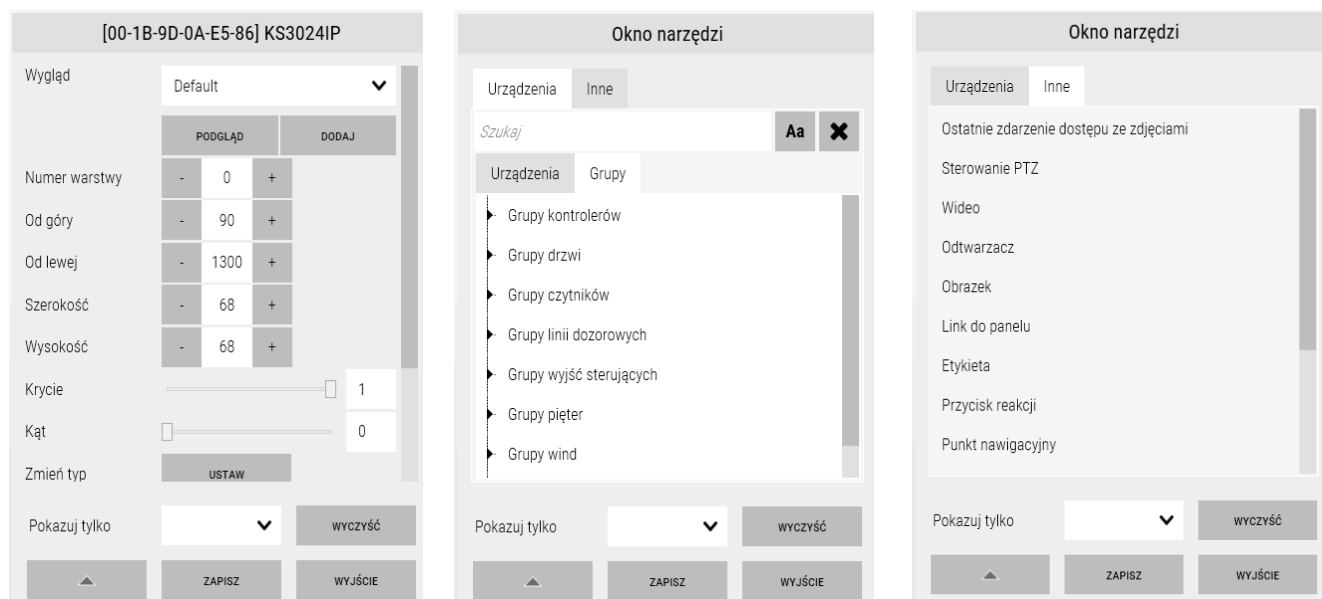 [00-1B-9D-0A-E5-86] KS3024IP
Wygląd
Default
PODGLĄD
DODAJ
Numer warstwy
- 0 +
Od góry
- 90 +
Od lewej
- 1300 +
Szerokość
- 68 +
Wysokość
- 68 +
Krycie
1
Kąt
0
Zmień typ
USTAW
Pokazuj tylko
WYCZYŚĆ
ZAPISZ
WYJŚCIE
Okno narzędzi
Urządzenia
Inne
Szukaj
Aa
Urządzenia
Grupy
Grupy kontrolerów
Grupy drzwi
Grupy czytników
Grupy linii dozorowych
Grupy wyjść sterujących
Grupy pięter
Grupy wind
Pokazuj tylko
WYCZYŚĆ
ZAPISZ
WYJŚCIE
Okno narzędzi
Urządzenia
Inne
Ostatnie zdarzenie dostępu ze zdjęciami
Sterowanie PTZ
Wideo
Odtwarzacz
Obrazek
Link do panelu
Etykieta
Przycisk reakcji
Punkt nawigacyjny
Pokazuj tylko
WYCZYŚĆ
ZAPISZ
WYJŚCIE